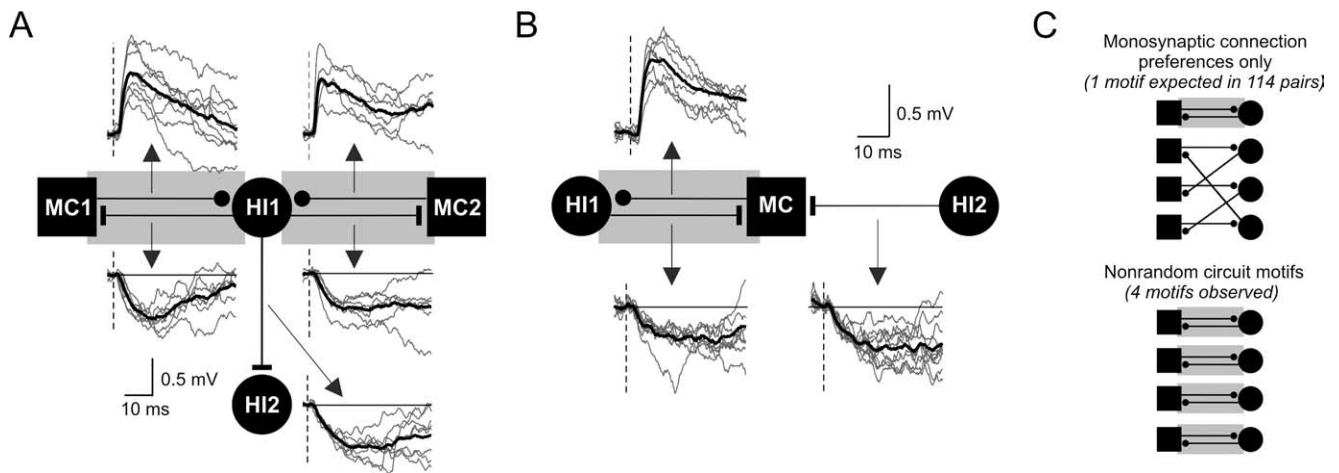 A
MC1
HI1
MC2
HI2
0.5 mV
10 ms
B
0.5 mV
10 ms
HI1
MC
HI2
C
Monosynaptic connection
preferences only
(1 motif expected in 114 pairs)
Nonrandom circuit motifs
(4 motifs observed)